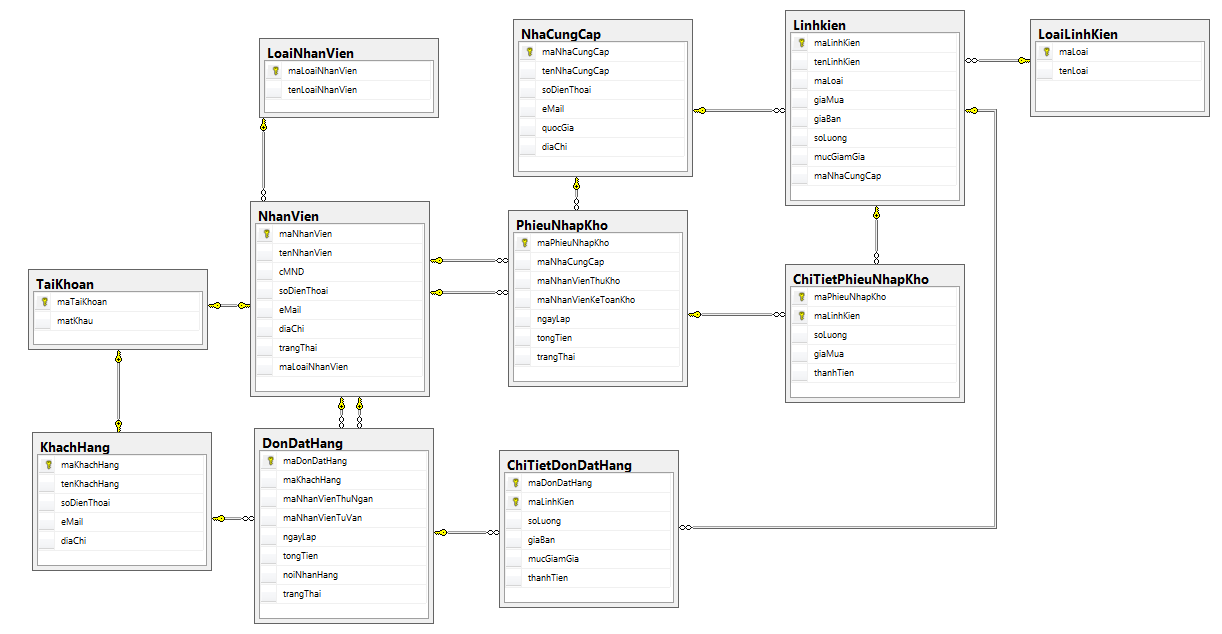 LoaiNhanVien
maLoaiNhanVien
tenLoaiNhanVien
NhaCungCap
maNhaCungCap
tenNhaCungCap
soDienThoai
eMail
quocGia
diaChi
Linhkien
maLinhKien
tenLinhKien
maLoai
giaMua
giaBan
soLuong
mucGiamGia
maNhaCungCap
LoaiLinhKien
maLoai
tenLoai
NhanVien
maNhanVien
tenNhanVien
cMND
soDienThoai
eMail
diaChi
trangThai
maLoaiNhanVien
PhieuNhapKho
maPhieuNhapKho
maNhaCungCap
maNhanVienThuKho
maNhanVienKeToanKho
ngayLap
tongTien
trangThai
ChiTietPhieuNhapKho
maPhieuNhapKho
maLinhKien
soLuong
giaMua
thanhTien
TaiKhoan
maTaiKhoan
matKhau
KhachHang
maKhachHang
tenKhachHang
soDienThoai
eMail
diaChi
DonDatHang
maDonDatHang
maKhachHang
maNhanVienThuNgan
maNhanVienTuVan
ngayLap
tongTien
noiNhanHang
trangThai
ChiTietDonDatHang
maDonDatHang
maLinhKien
soLuong
giaBan
mucGiamGia
thanhTien